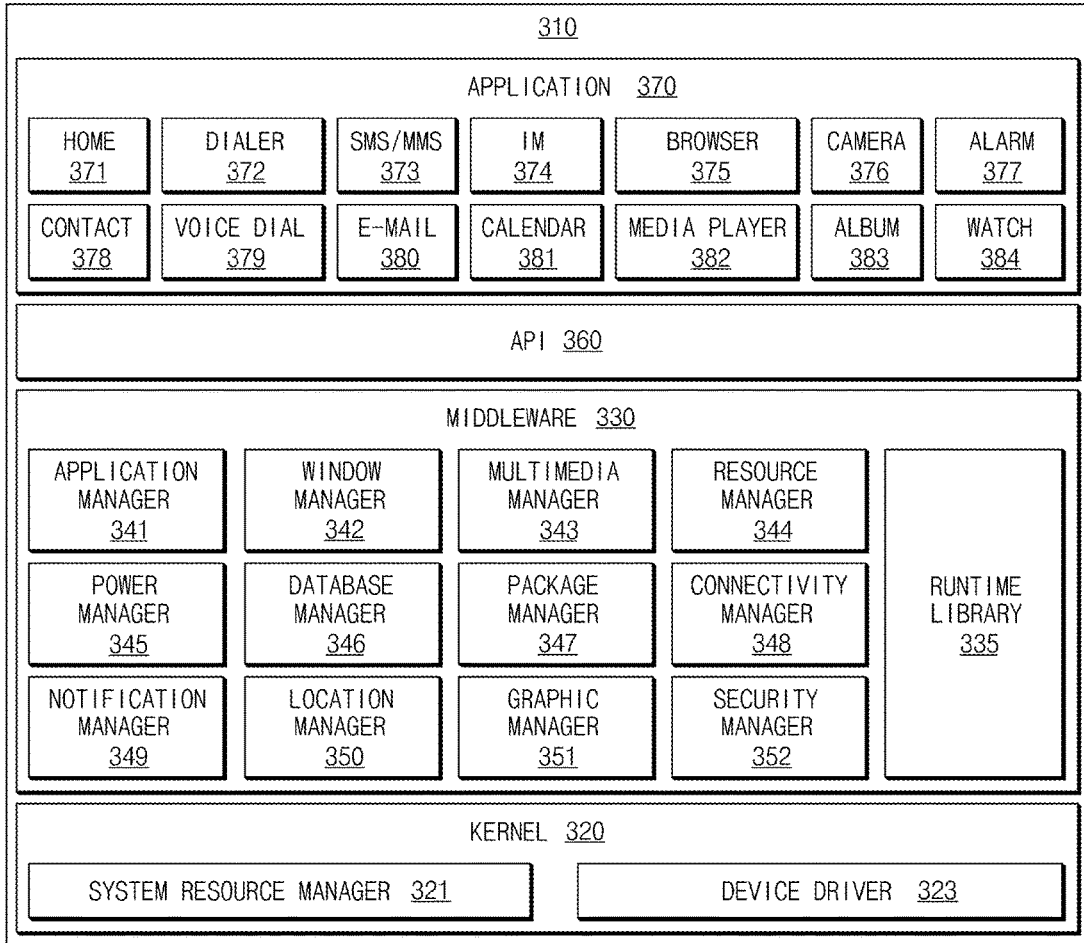 310
APPLICATION 370
HOME
371
DIALER
372
SMS/MMS
373
IM
374
BROWSER
375
CAMERA
376
ALARM
377
CONTACT
378
VOICE DIAL
379
E-MAIL
380
CALENDAR
381
MEDIA PLAYER
382
ALBUM
383
WATCH
384
API 360
MIDDLEWARE 330
APPLICATION
MANAGER
341
WINDOW
MANAGER
342
MULTIMEDIA
MANAGER
343
RESOURCE
MANAGER
344
POWER
MANAGER
345
DATABASE
MANAGER
346
PACKAGE
MANAGER
347
CONNECTIVITY
MANAGER
348
NOTIFICATION
MANAGER
349
LOCATION
MANAGER
350
GRAPHIC
MANAGER
351
SECURITY
MANAGER
352
RUNTIME
LIBRARY
335
KERNEL 320
SYSTEM RESOURCE MANAGER 321
DEVICE DRIVER 323